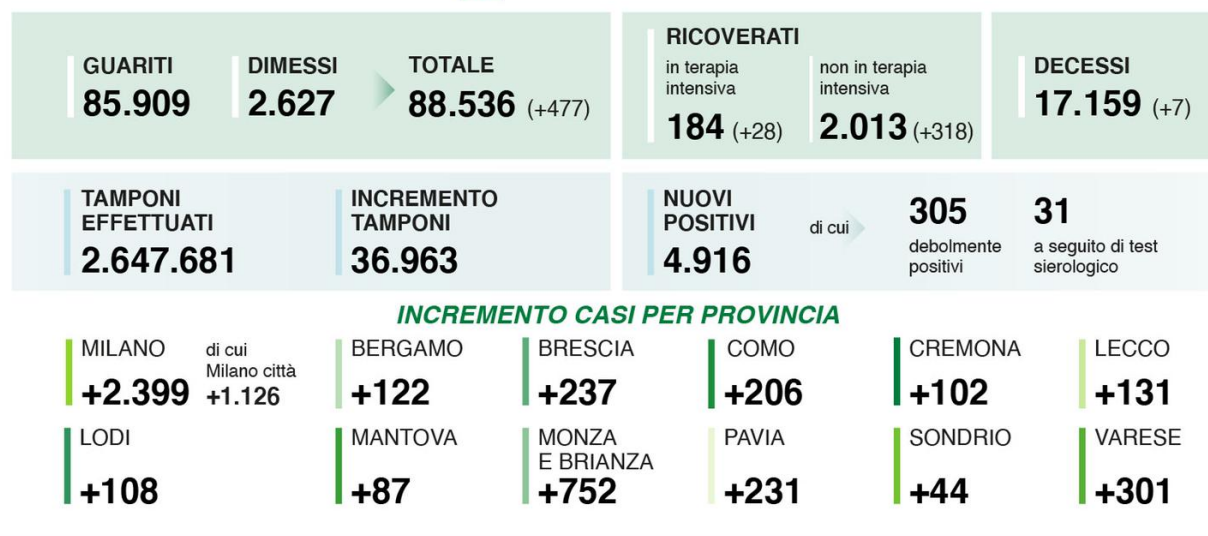 GUARITI
85.909
DIMESSI
2.627
TOTALE
88.536 (+477)
RICOVERATI
in terapia
intensiva
184 (+28)
non in terapia
intensiva
2.013 (+318)
DECESSI
17.159 (+7)
TAMPONI
EFFETTUATI
2.647.681
INCREMENTO
TAMPONI
36.963
NUOVI
POSITIVI
4.916
di cui
305
debolmente
positivi
31
a seguito di test
sierologico
INCREMENTO CASI PER PROVINCIA
MILANO
+2.399
di cui
Milano città
+1.126
BERGAMO
+122
BRESCIA
+237
COMO
+206
CREMONA
+102
LECCO
+131
LODI
+108
MANTOVA
+87
MONZA
E BRIANZA
+752
PAVIA
+231
SONDRIO
+44
VARESE
+301